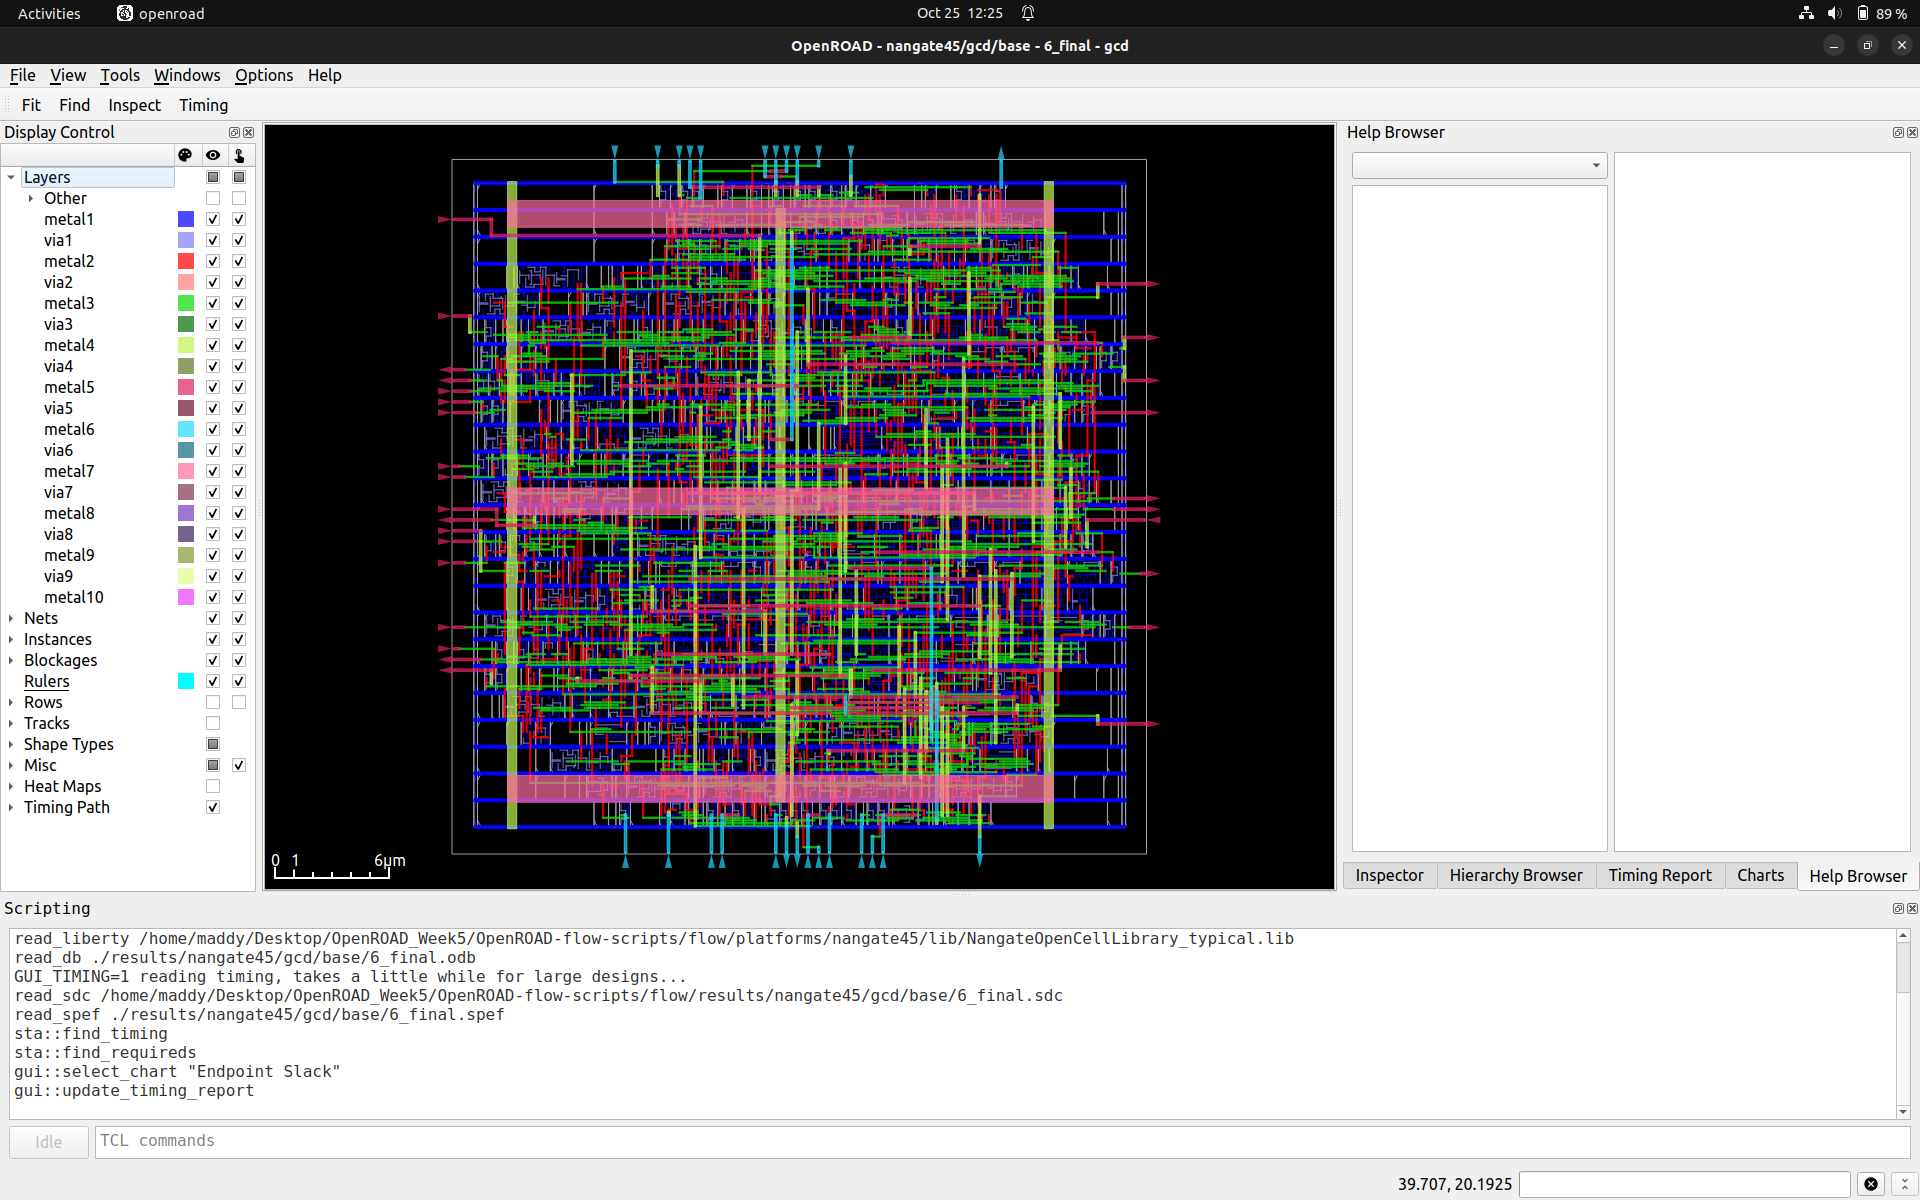 Activities openroad Oct 25 12:25 89 %
OpenROAD - nangate45/gcd/base - 6_final - gcd
File View Tools Windows Options Help
Fit Find Inspect Timing
Display Control
Layers
Other
metal1
via1
metal2
via2
metal3
via3
metal4
via4
metal5
via5
metal6
via6
metal7
via7
metal8
via8
metal9
via9
metal10
Nets
Instances
Blockages
Rulers
Rows
Tracks
Shape Types
Misc
Heat Maps
Timing Path
0 1 6μm
Help Browser
Inspector Hierarchy Browser Timing Report Charts Help Browser
Scripting
read_liberty /home/maddy/Desktop/OpenROAD_Week5/OpenROAD-flow-scripts/flow/platforms/nangate45/lib/NangateOpenCellLibrary_typical.lib
read_db ./results/nangate45/gcd/base/6_final.odb
GUI_TIMING=1 reading timing, takes a little while for large designs...
read_sdc /home/maddy/Desktop/OpenROAD_Week5/OpenROAD-flow-scripts/flow/results/nangate45/gcd/base/6_final.sdc
read_spef ./results/nangate45/gcd/base/6_final.spef
sta::find_timing
sta::find_requireds
gui::select_chart "Endpoint Slack"
gui::update_timing_report
Idle TCL commands
39.707, 20.1925